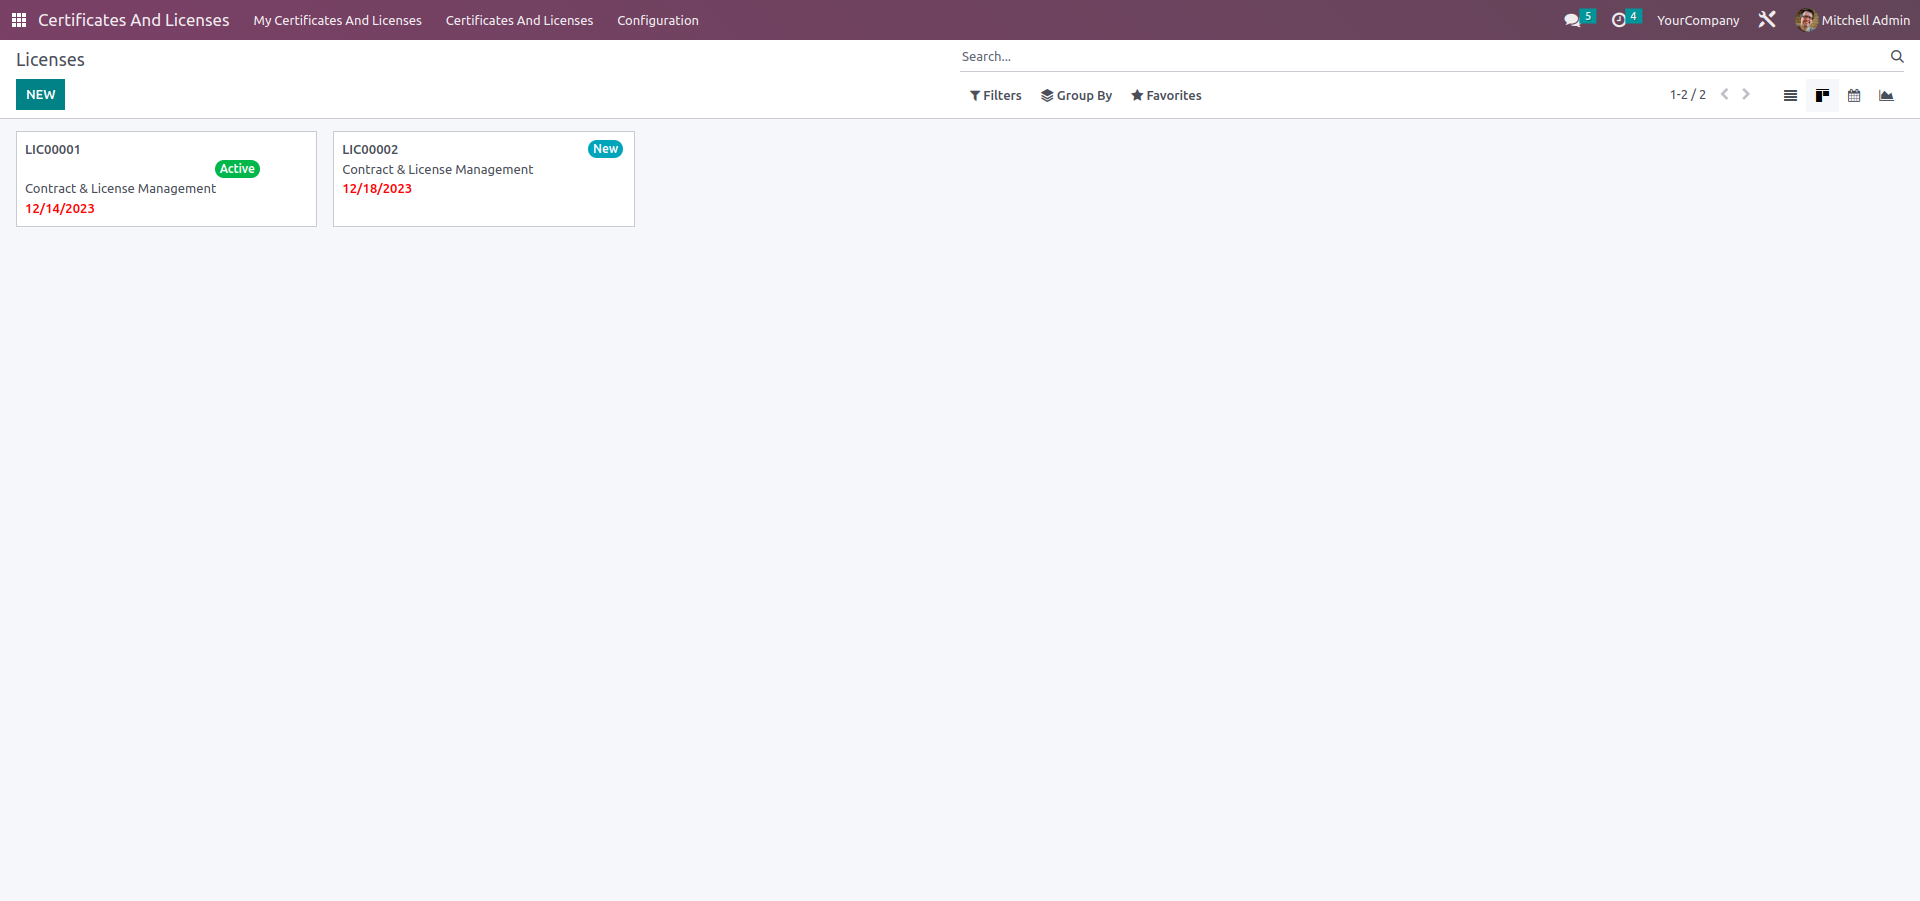 Certificates And Licenses My Certificates And Licenses Certificates And Licenses Configuration 5 4 YourCompany Mitchell Admin
Licenses
Search...
NEW
Filters Group By Favorites 1-2 / 2
LIC00001
Active
Contract & License Management
12/14/2023
LIC00002 New
Contract & License Management
12/18/2023